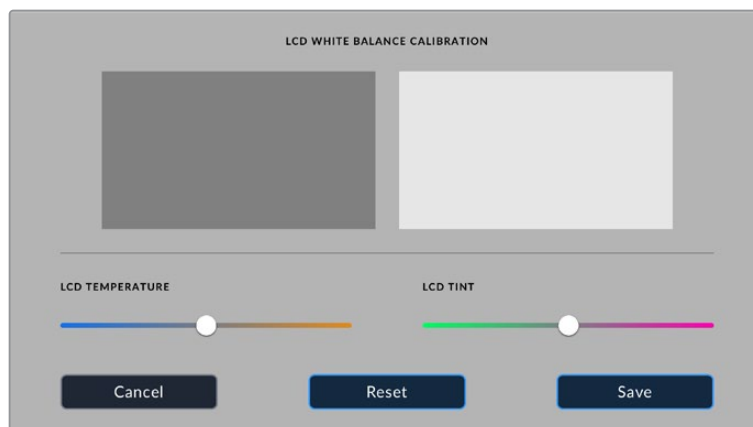 LCD WHITE BALANCE CALIBRATION
LCD TEMPERATURE
LCD TINT
Cancel
Reset
Save